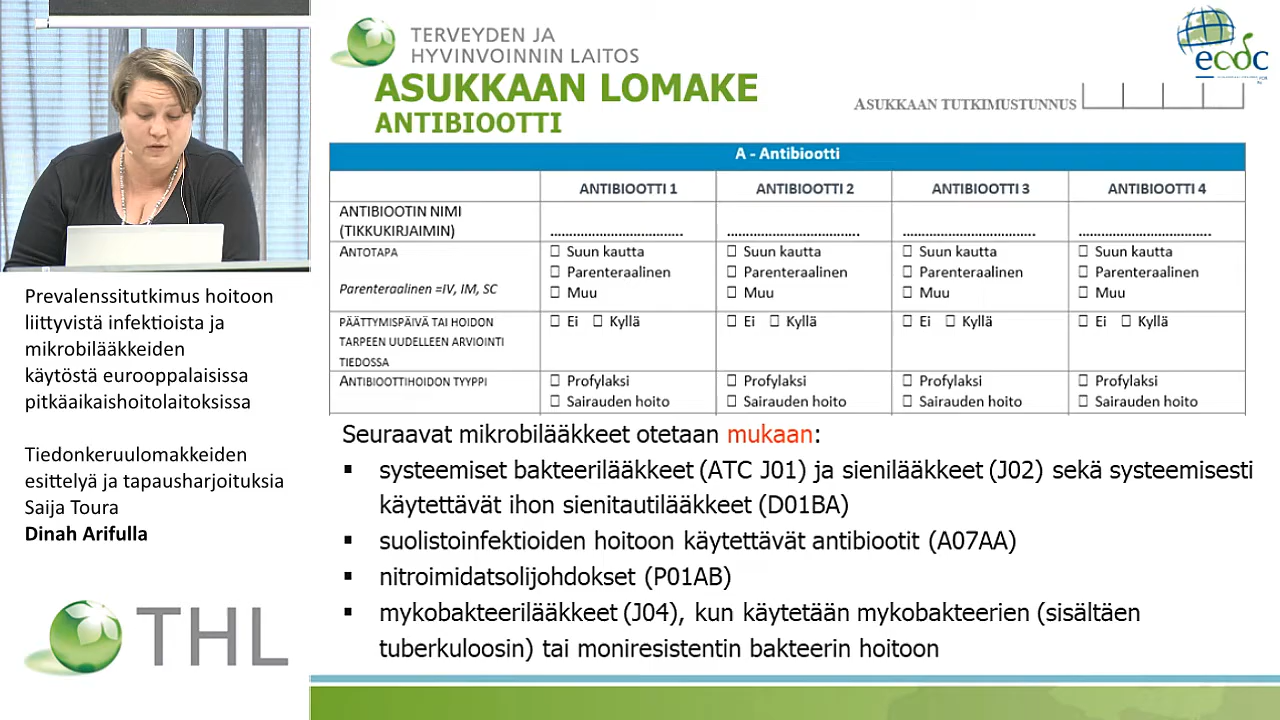 TERVEYDEN JA
HYVINVOINNIN LAITOS
ecdc
ASUKKAAN LOMAKE
ANTIBIOOTTI
ASUKKAAN TUTKIMUSTUNNUS
A - Antibiootti
ANTIBIOOTTI 1 ANTIBIOOTTI 2 ANTIBIOOTTI 3 ANTIBIOOTTI 4
ANTIBIOOTIN NIMI
(TIKKUKIRJAIMIN) .................................. .................................. .................................. ..................................
ANTOTAPA ☐ Suun kautta ☐ Suun kautta ☐ Suun kautta ☐ Suun kautta
☐ Parenteraalinen ☐ Parenteraalinen ☐ Parenteraalinen ☐ Parenteraalinen
Parenteraalinen =IV, IM, SC ☐ Muu ☐ Muu ☐ Muu ☐ Muu
PÄÄTTYMISPÄIVÄ TAI HOIDON ☐ Ei ☐ Kyllä ☐ Ei ☐ Kyllä ☐ Ei ☐ Kyllä ☐ Ei ☐ Kyllä
TARPEEN UUDELLEEN ARVIOINTI
TIEDOSSA
ANTIBIOOTTIHOIDON TYYPPI ☐ Profylaksi ☐ Profylaksi ☐ Profylaksi ☐ Profylaksi
☐ Sairauden hoito ☐ Sairauden hoito ☐ Sairauden hoito ☐ Sairauden hoito
Seuraavat mikrobilääkkeet otetaan mukaan:
▪ systeemiset bakteerilääkkeet (ATC J01) ja sienilääkkeet (J02) sekä systeemisesti
käytettävät ihon sienitautilääkkeet (D01BA)
▪ suolistoinfektioiden hoitoon käytettävät antibiootit (A07AA)
▪ nitroimidatsolijohdokset (P01AB)
▪ mykobakteerilääkkeet (J04), kun käytetään mykobakteerien (sisältäen
tuberkuloosin) tai moniresistentin bakteerin hoitoon
Prevalenssitutkimus hoitoon
liittyvistä infektioista ja
mikrobilääkkeiden
käytöstä eurooppalaisissa
pitkäaikaishoitolaitoksissa
Tiedonkeruulomakkeiden
esittelyä ja tapausharjoituksia
Saija Toura
Dinah Arifulla
THL